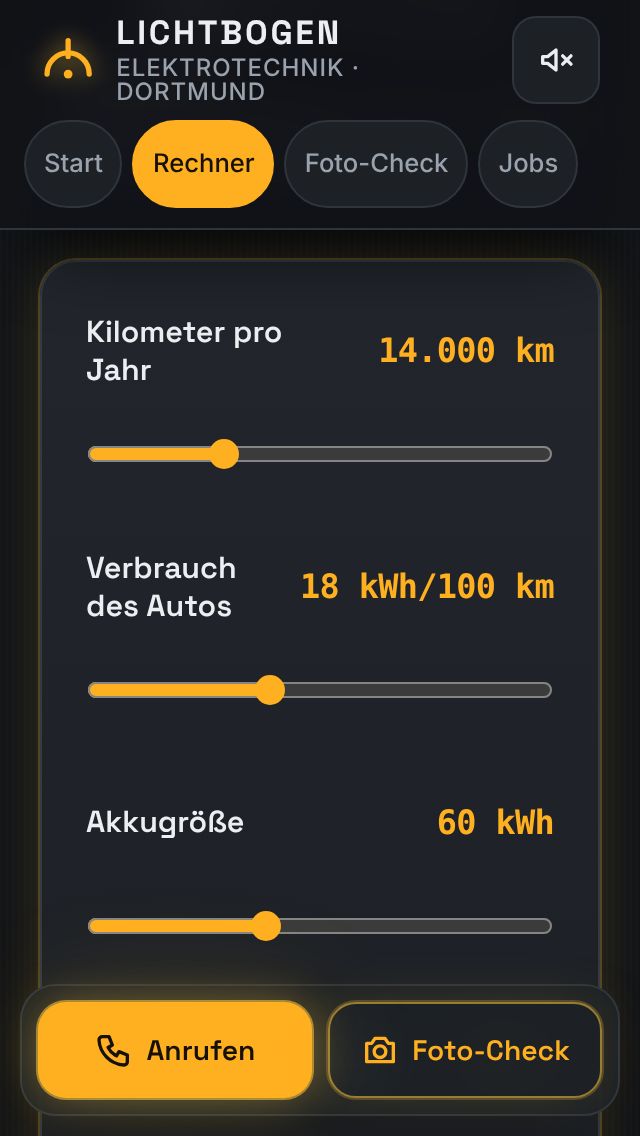 LICHTBOGEN
ELEKTROTECHNIK ·
DORTMUND
Start
Rechner
Foto-Check
Jobs
Kilometer pro
Jahr
14.000 km
Verbrauch
des Autos
18 kWh/100 km
Akkugröße
60 kWh
Anrufen
Foto-Check